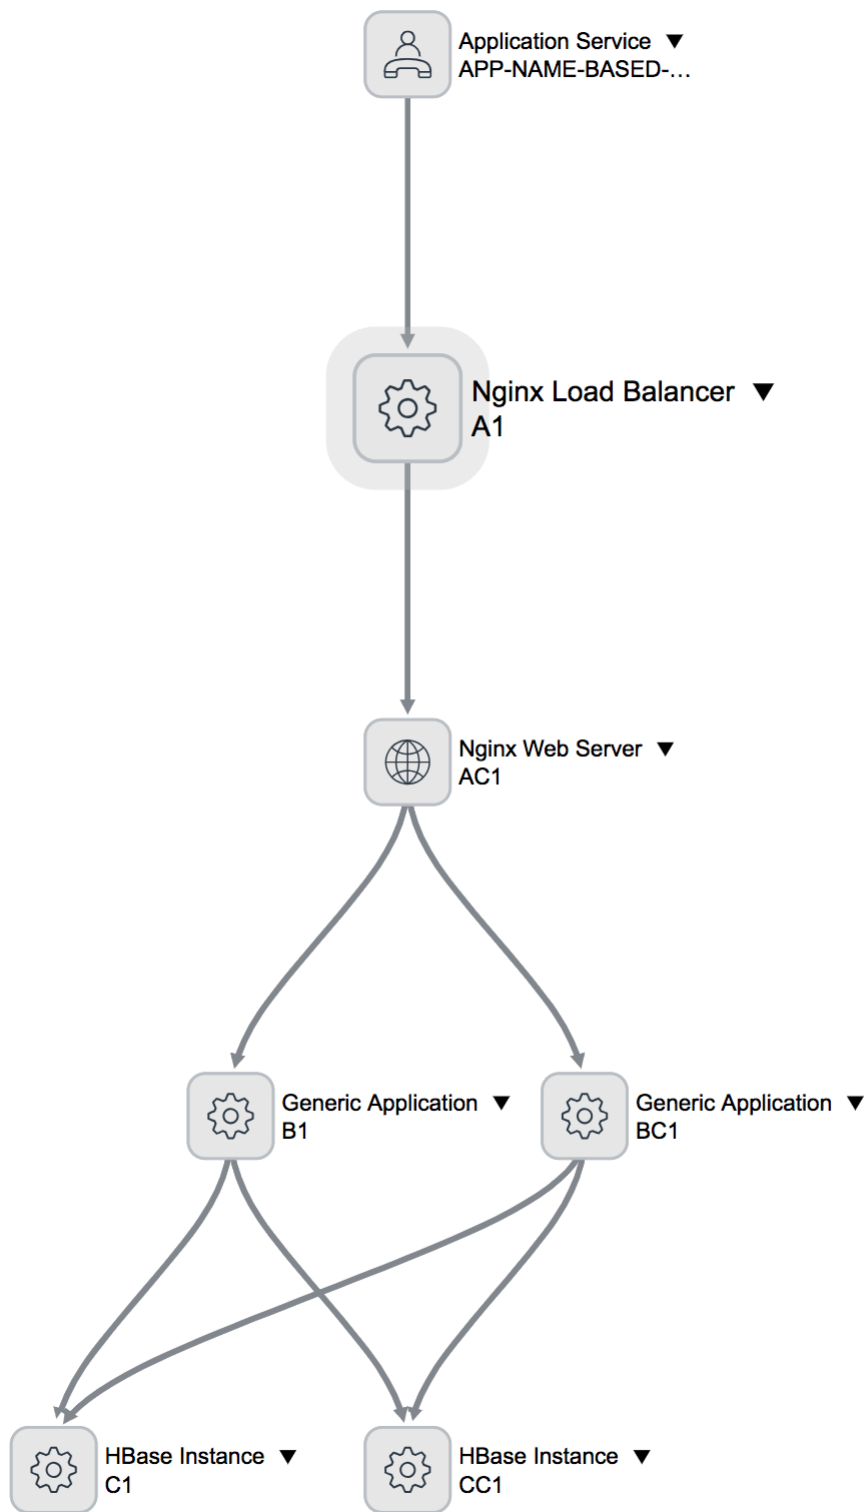 Application Service
APP-NAME-BASED-...
Nginx Load Balancer
A1
Nginx Web Server
AC1
Generic Application
B1
Generic Application
BC1
HBase Instance
C1
HBase Instance
CC1